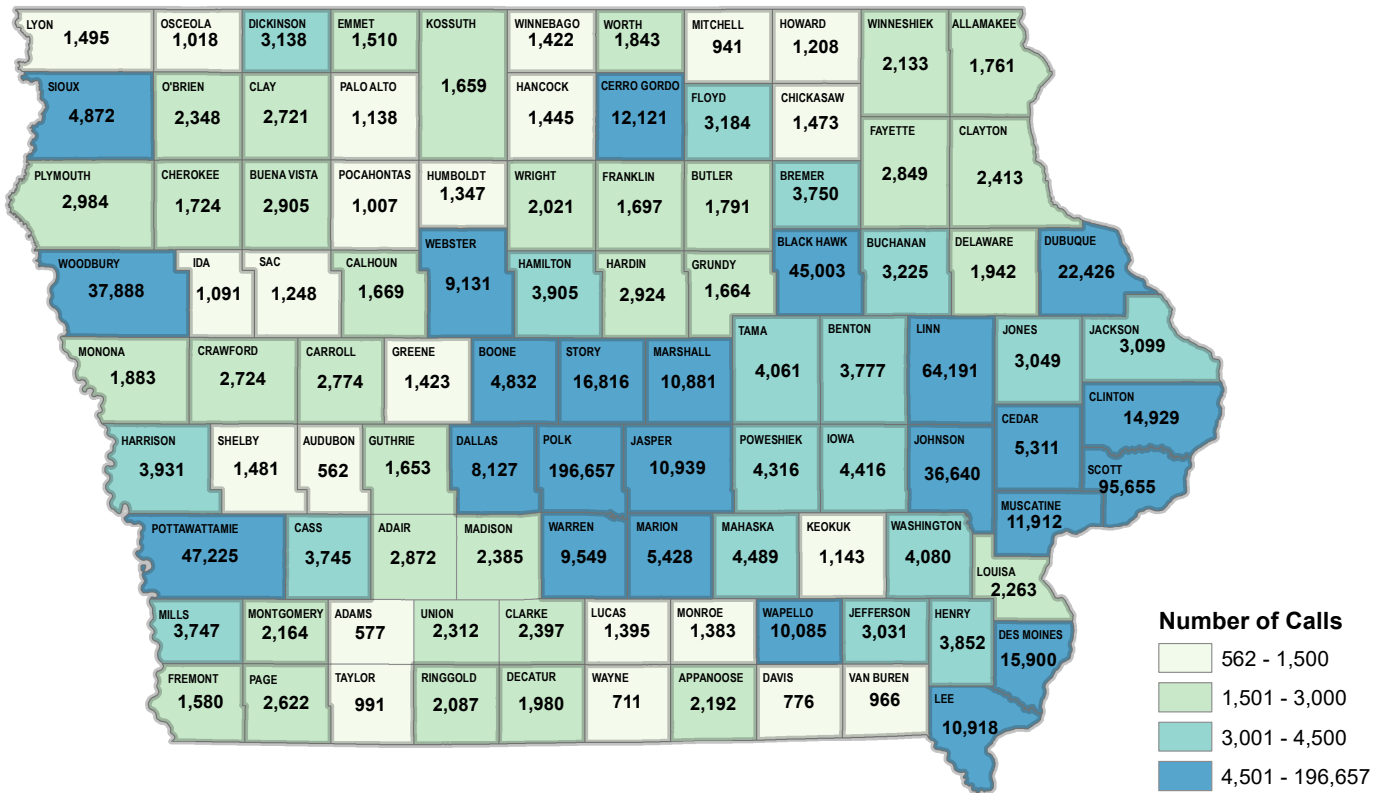 LYON
1,495
OSCEOLA
1,018
DICKINSON
3,138
EMMET
1,510
KOSSUTH
1,659
WINNEBAGO
1,422
WORTH
1,843
MITCHELL
941
HOWARD
1,208
WINNESHIEK
2,133
ALLAMAKEE
1,761
SIOUX
4,872
O'BRIEN
2,348
CLAY
2,721
PALO ALTO
1,138
HANCOCK
1,445
CERRO GORDO
12,121
FLOYD
3,184
CHICKASAW
1,473
FAYETTE
2,849
CLAYTON
2,413
PLYMOUTH
2,984
CHEROKEE
1,724
BUENA VISTA
2,905
POCAHONTAS
1,007
HUMBOLDT
1,347
WRIGHT
2,021
FRANKLIN
1,697
BUTLER
1,791
BREMER
3,750
WOODBURY
37,888
IDA
1,091
SAC
1,248
CALHOUN
1,669
WEBSTER
9,131
HAMILTON
3,905
HARDIN
2,924
GRUNDY
1,664
BLACK HAWK
45,003
BUCHANAN
3,225
DELAWARE
1,942
DUBUQUE
22,426
MONONA
1,883
CRAWFORD
2,724
CARROLL
2,774
GREENE
1,423
BOONE
4,832
STORY
16,816
MARSHALL
10,881
TAMA
4,061
BENTON
3,777
LINN
64,191
JONES
3,049
JACKSON
3,099
CLINTON
14,929
CEDAR
5,311
HARRISON
3,931
SHELBY
1,481
AUDUBON
562
GUTHRIE
1,653
DALLAS
8,127
POLK
196,657
JASPER
10,939
POWESHIEK
4,316
IOWA
4,416
JOHNSON
36,640
SCOTT
95,655
MUSCATINE
11,912
POTTAWATTAMIE
47,225
CASS
3,745
ADAIR
2,872
MADISON
2,385
WARREN
9,549
MARION
5,428
MAHASKA
4,489
KEOKUK
1,143
WASHINGTON
4,080
LOUISA
2,263
MILLS
3,747
MONTGOMERY
2,164
ADAMS
577
UNION
2,312
CLARKE
2,397
LUCAS
1,395
MONROE
1,383
WAPELLO
10,085
JEFFERSON
3,031
HENRY
3,852
DES MOINES
15,900
FREMONT
1,580
PAGE
2,622
TAYLOR
991
RINGGOLD
2,087
DECATUR
1,980
WAYNE
711
APPANOOSE
2,192
DAVIS
776
VAN BUREN
966
LEE
10,918
Number of Calls
562 - 1,500
1,501 - 3,000
3,001 - 4,500
4,501 - 196,657